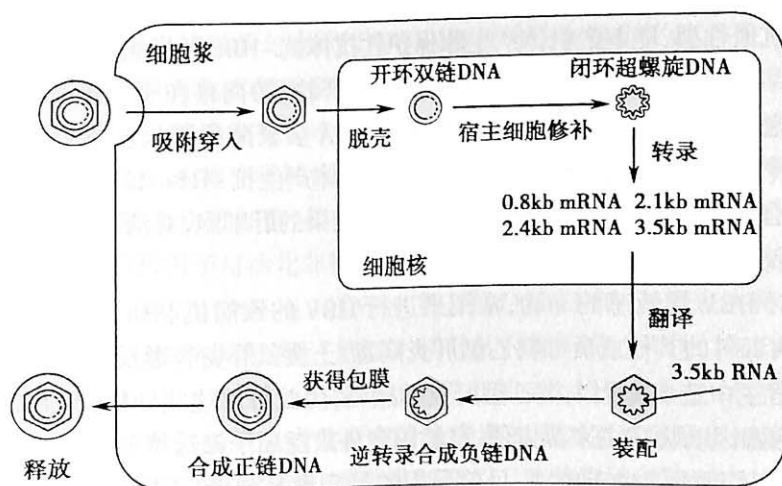 细胞浆
开环双链DNA
闭环超螺旋DNA
吸附穿入
脱壳
宿主细胞修补
转录
0.8kb mRNA 2.1kb mRNA
2.4kb mRNA 3.5kb mRNA
细胞核
翻译
3.5kb RNA
获得包膜
释放
合成正链DNA
逆转录合成负链DNA
装配